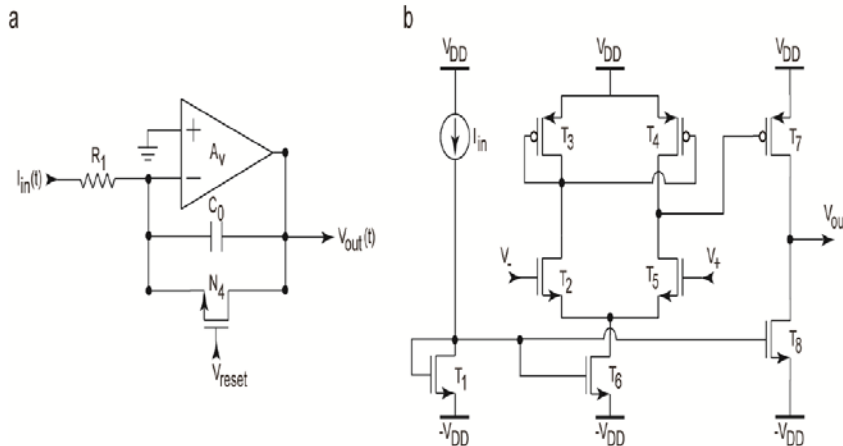 a
b
V_DD
V_DD
V_DD
I_in
T_3
T_4
T_7
+
A_v
−
R_1
I_in(t)
C_0
V_out(t)
V_ou
V_-
T_2
T_5
V_+
N_4
V_reset
T_1
T_6
T_8
-V_DD
-V_DD
-V_DD